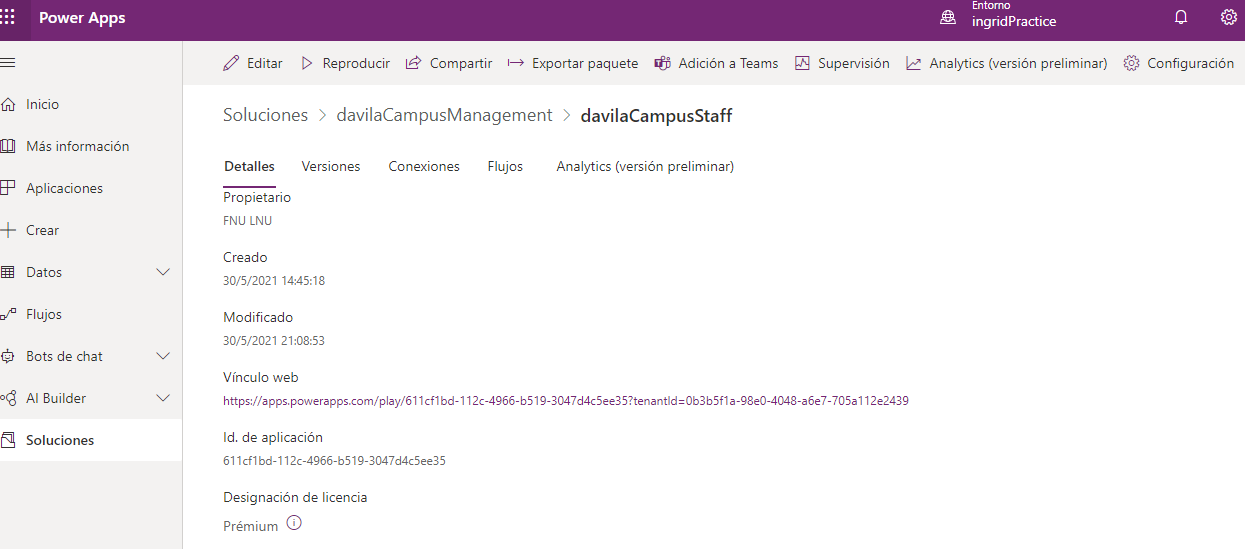 Power Apps
Entorno
ingridPractice
Editar
Reproducir
Compartir
Exportar paquete
Adición a Teams
Supervisión
Analytics (versión preliminar)
Configuración
Inicio
Más información
Aplicaciones
Crear
Datos
Flujos
Bots de chat
AI Builder
Soluciones
Soluciones > davilaCampusManagement > davilaCampusStaff
Detalles
Versiones
Conexiones
Flujos
Analytics (versión preliminar)
Propietario
FNU LNU
Creado
30/5/2021 14:45:18
Modificado
30/5/2021 21:08:53
Vínculo web
https://apps.powerapps.com/play/611cf1bd-112c-4966-b519-3047d4c5ee35?tenantId=0b3b5f1a-98e0-4048-a6e7-705a112e2439
Id. de aplicación
611cf1bd-112c-4966-b519-3047d4c5ee35
Designación de licencia
Prémium